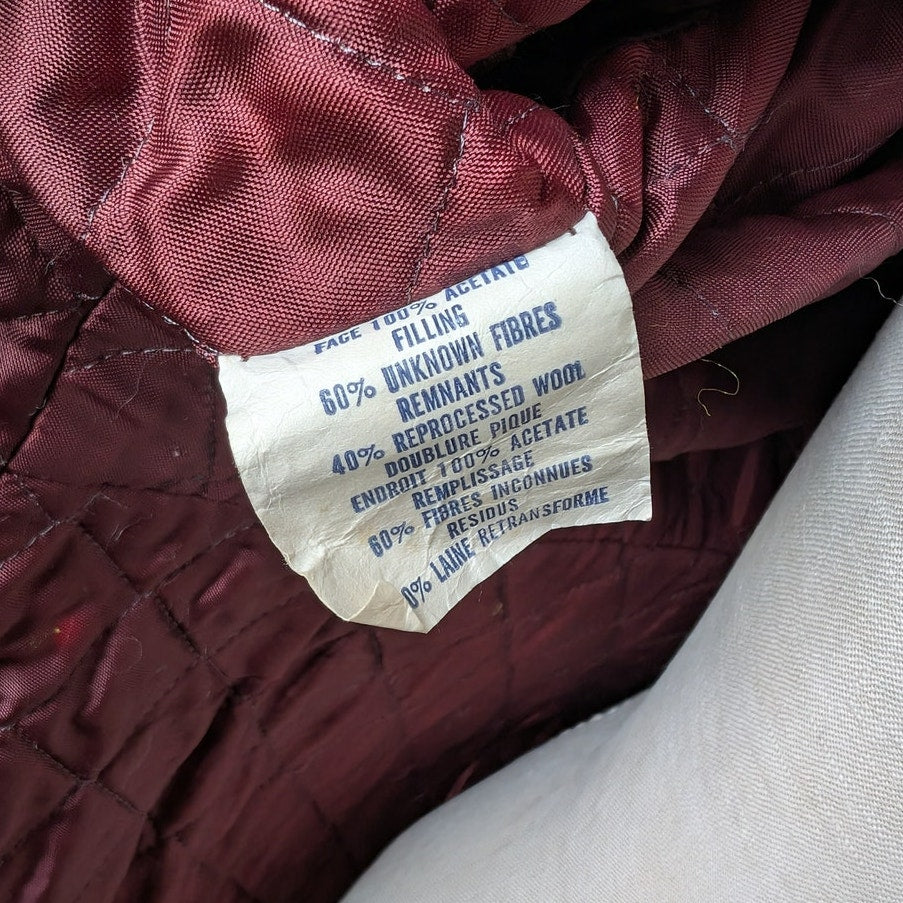 FACE 100% ACETATE
FILLING
60% UNKNOWN FIBRES
REMNANTS
40% REPROCESSED WOOL
DOUBLURE PIQUE
ENDROIT 100% ACETATE
REMPLISSAGE
60% FIBRES INCONNUES
RESIDUS
0% LAINE RETRANSFORME